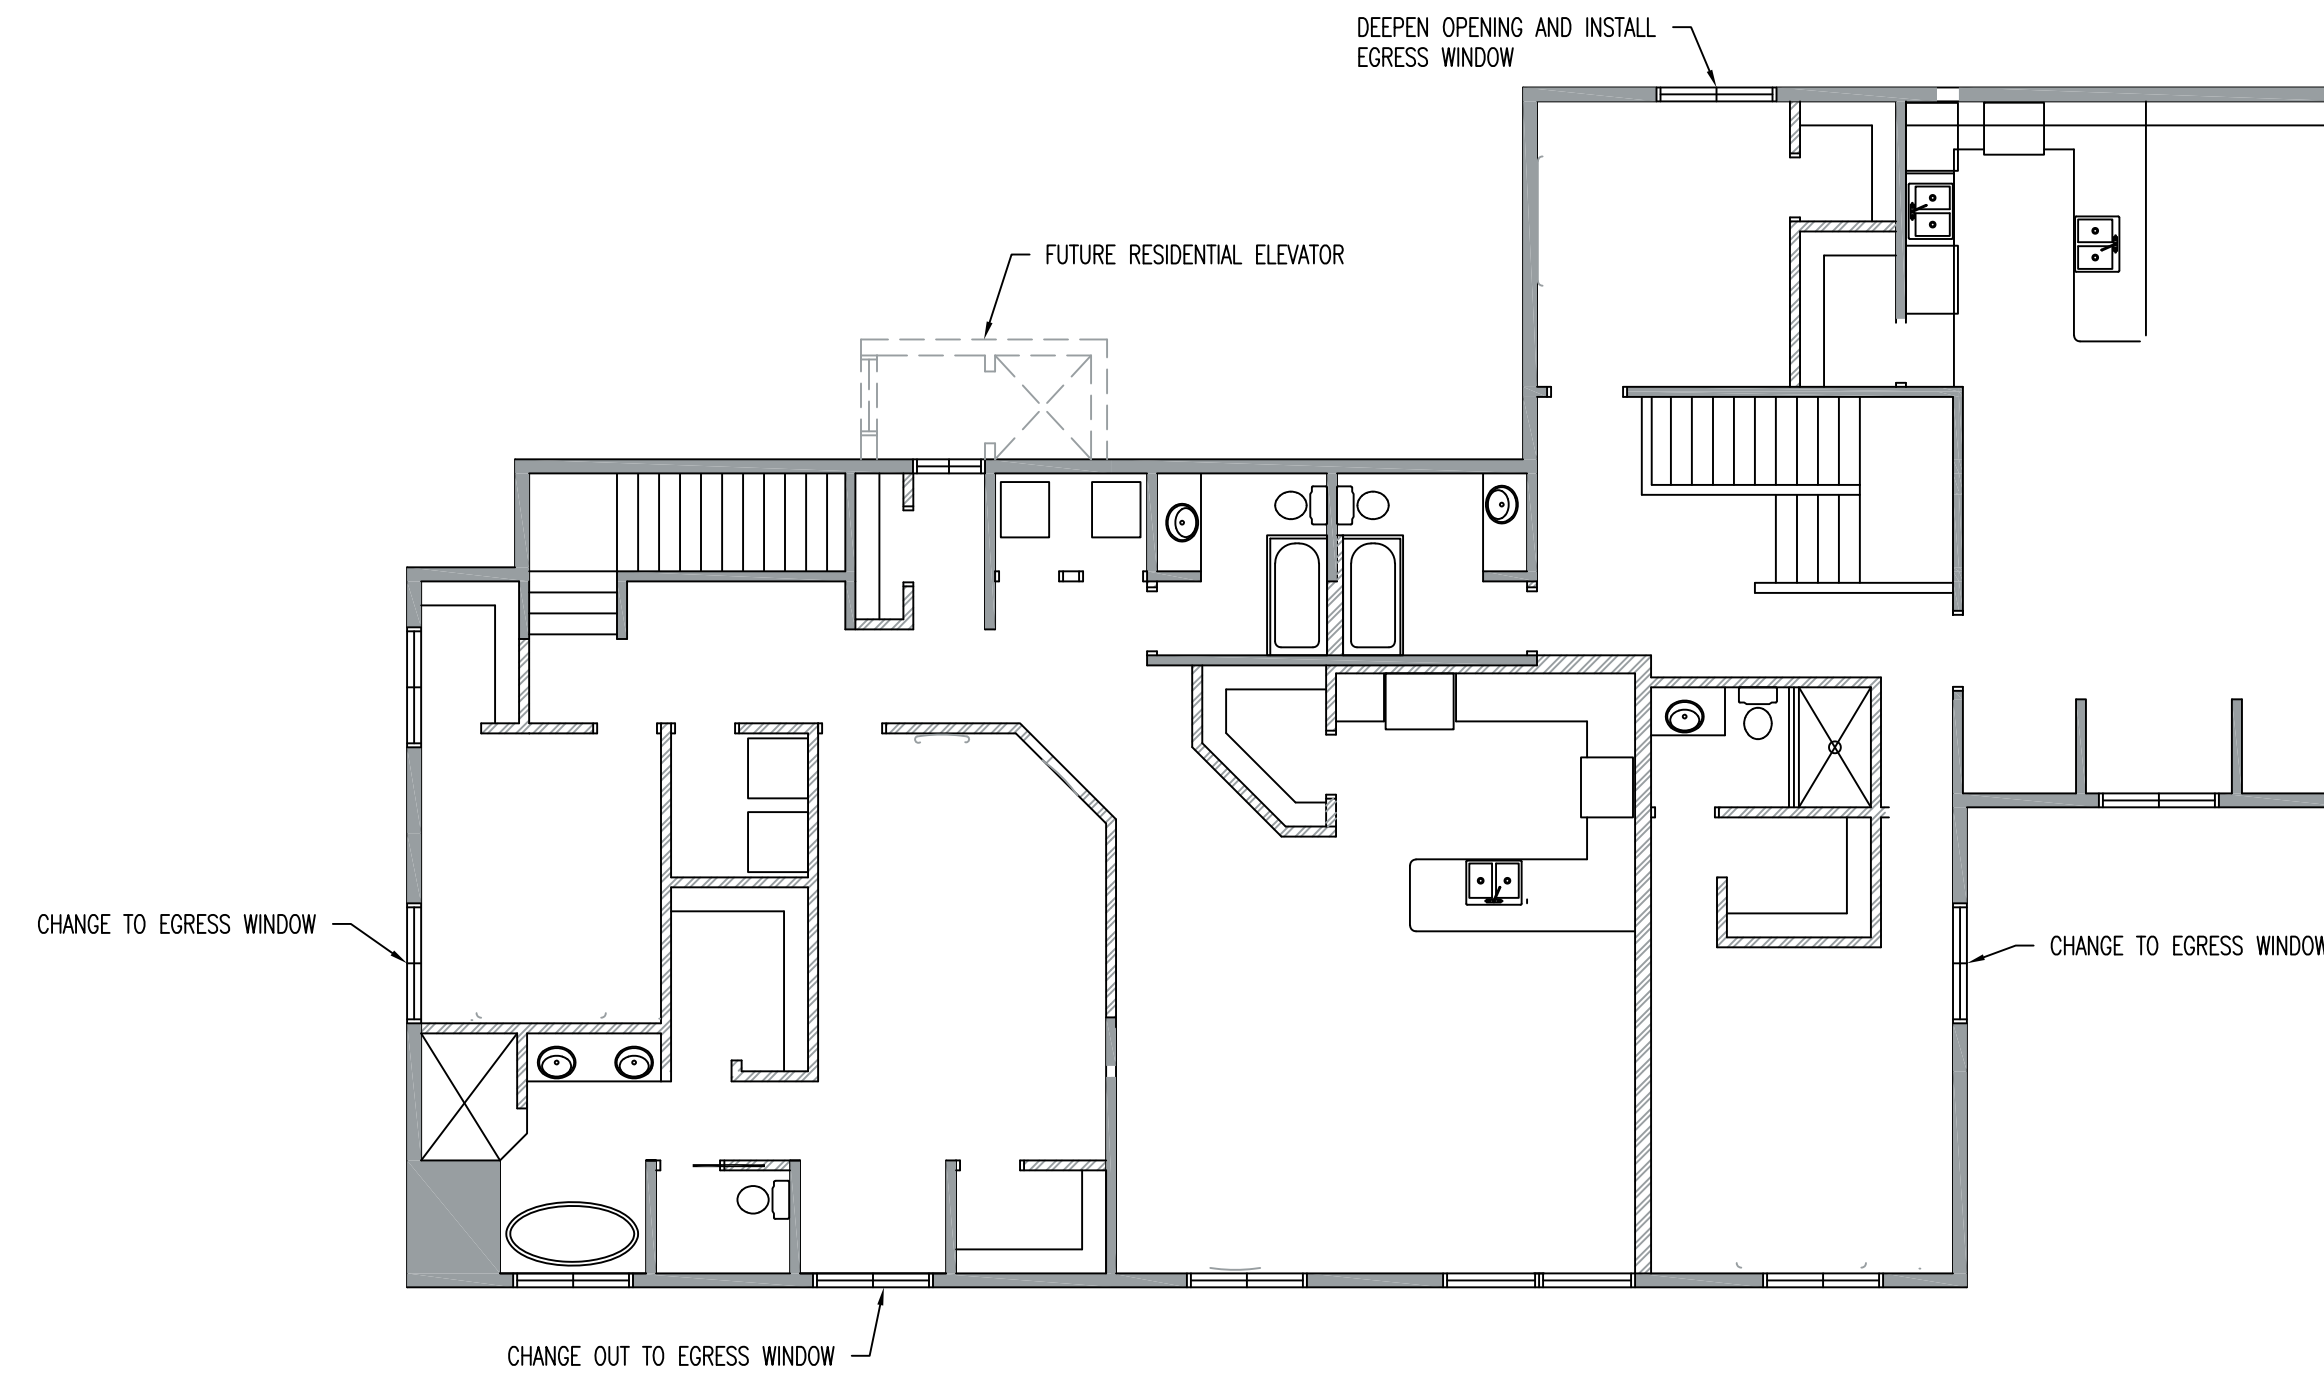 DEEPEN OPENING AND INSTALL
EGRESS WINDOW
FUTURE RESIDENTIAL ELEVATOR
CHANGE TO EGRESS WINDOW
CHANGE TO EGRESS WINDOW
CHANGE OUT TO EGRESS WINDOW